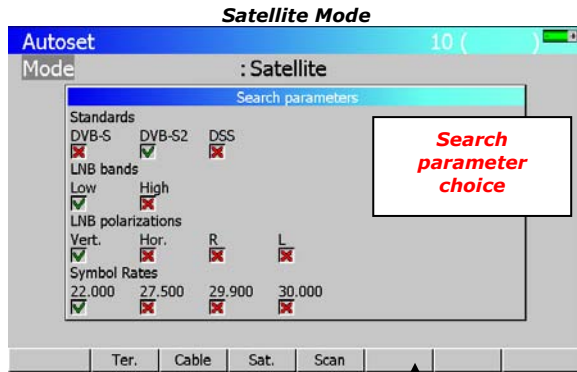 Satellite Mode
Autoset 10 ( )
Mode : Satellite
Search parameters
Standards
DVB-S DVB-S2 DSS
LNB bands
Low High
LNB polarizations
Vert. Hor. R L
Symbol Rates
22.000 27.500 29.900 30.000
Search
parameter
choice
Ter. Cable Sat. Scan